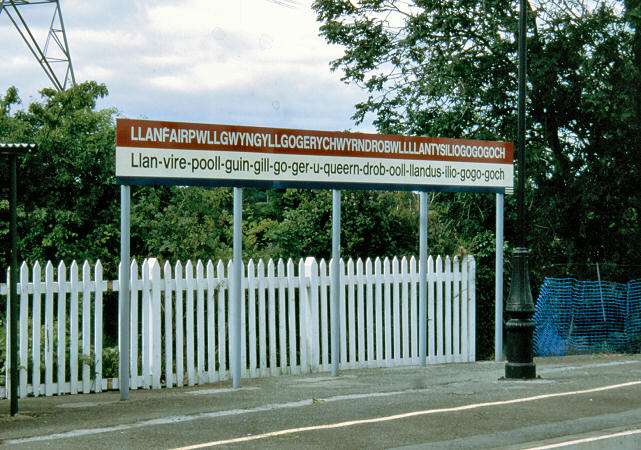 LLANFAIRPWLLGWYNGYLLGOGERYCHWYRNDROBWLLLLANTYSILIOGOGOGOCH
Llan-vire-pooll-guin-gill-go-ger-u-queern-drob-ooll-llandus-ilio-gogo-goch